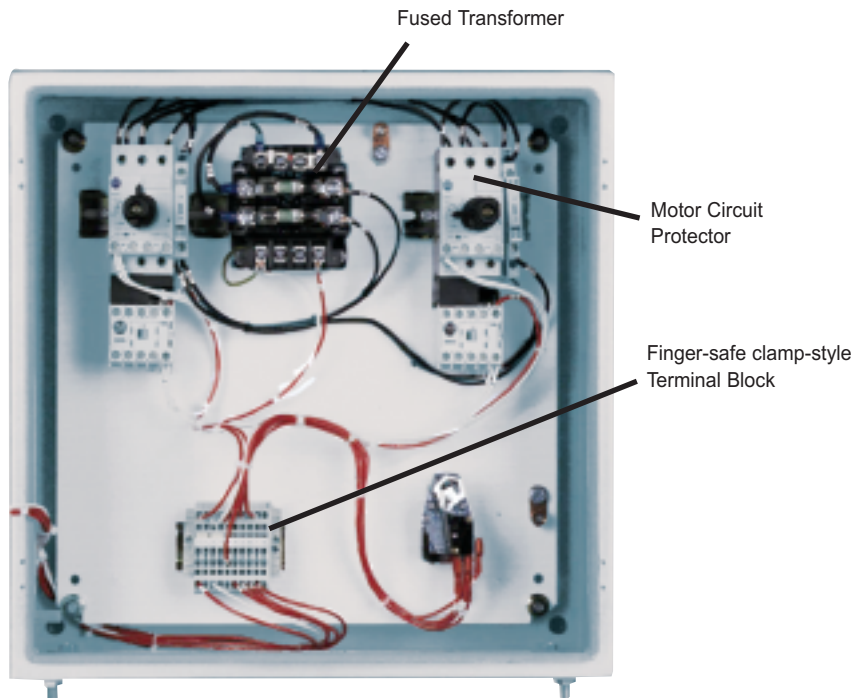 Fused Transformer
Motor Circuit
Protector
Finger-safe clamp-style
Terminal Block